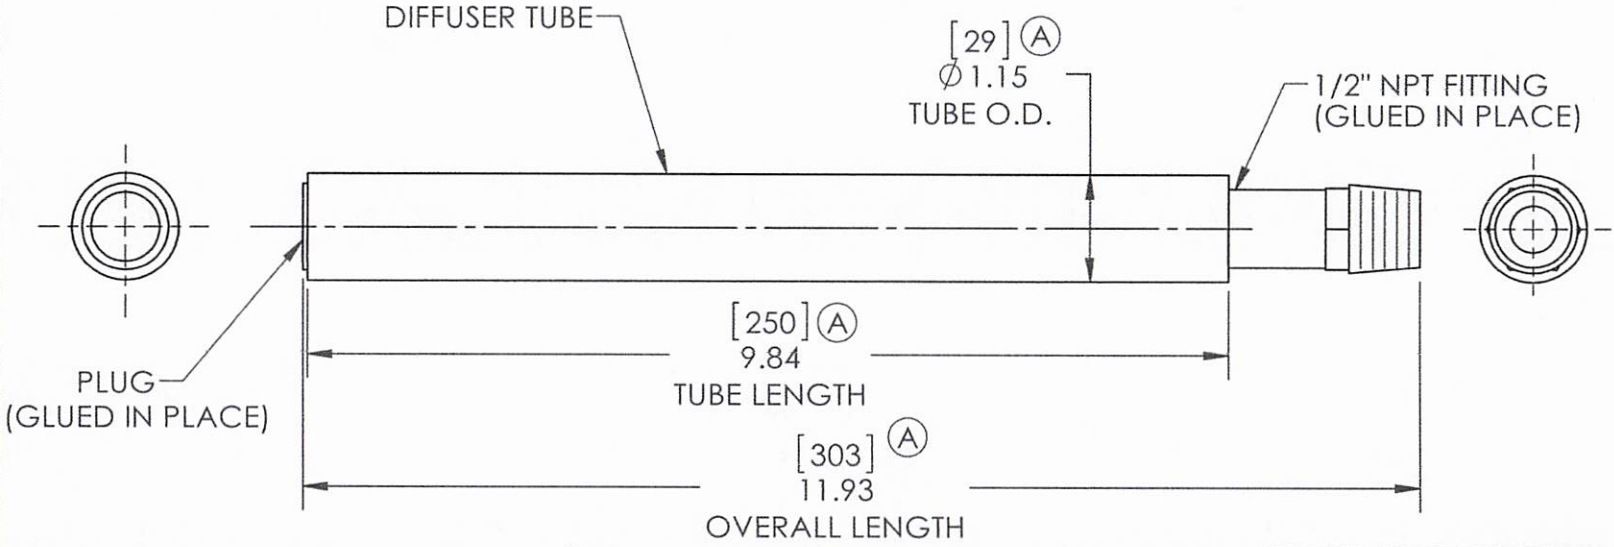 DIFFUSER TUBE
[29] A
Ø1.15
TUBE O.D.
1/2" NPT FITTING
(GLUED IN PLACE)
[250] A
9.84
TUBE LENGTH
PLUG
(GLUED IN PLACE)
[303] A
11.93
OVERALL LENGTH